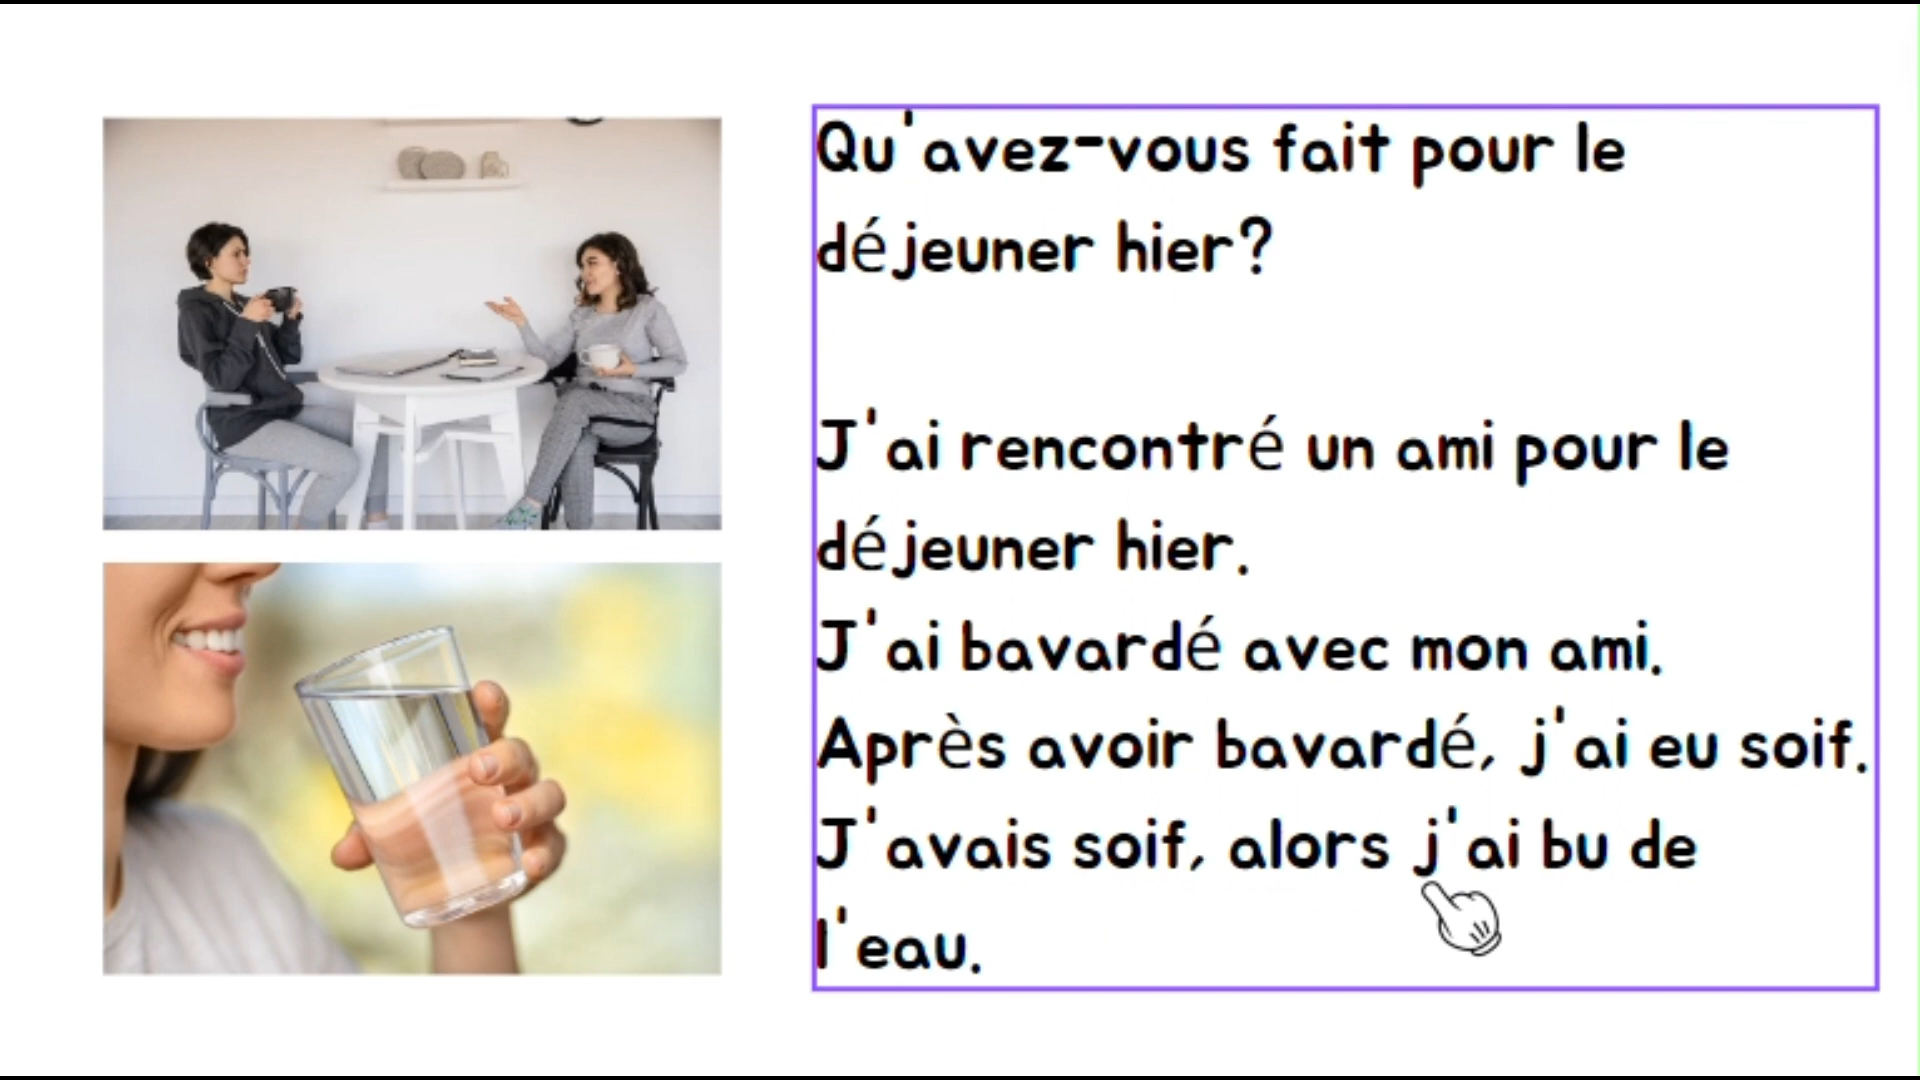 Qu'avez-vous fait pour le
déjeuner hier?
J'ai rencontré un ami pour le
déjeuner hier.
J'ai bavardé avec mon ami.
Après avoir bavardé, j'ai eu soif.
J'avais soif, alors j'ai bu de
l'eau.